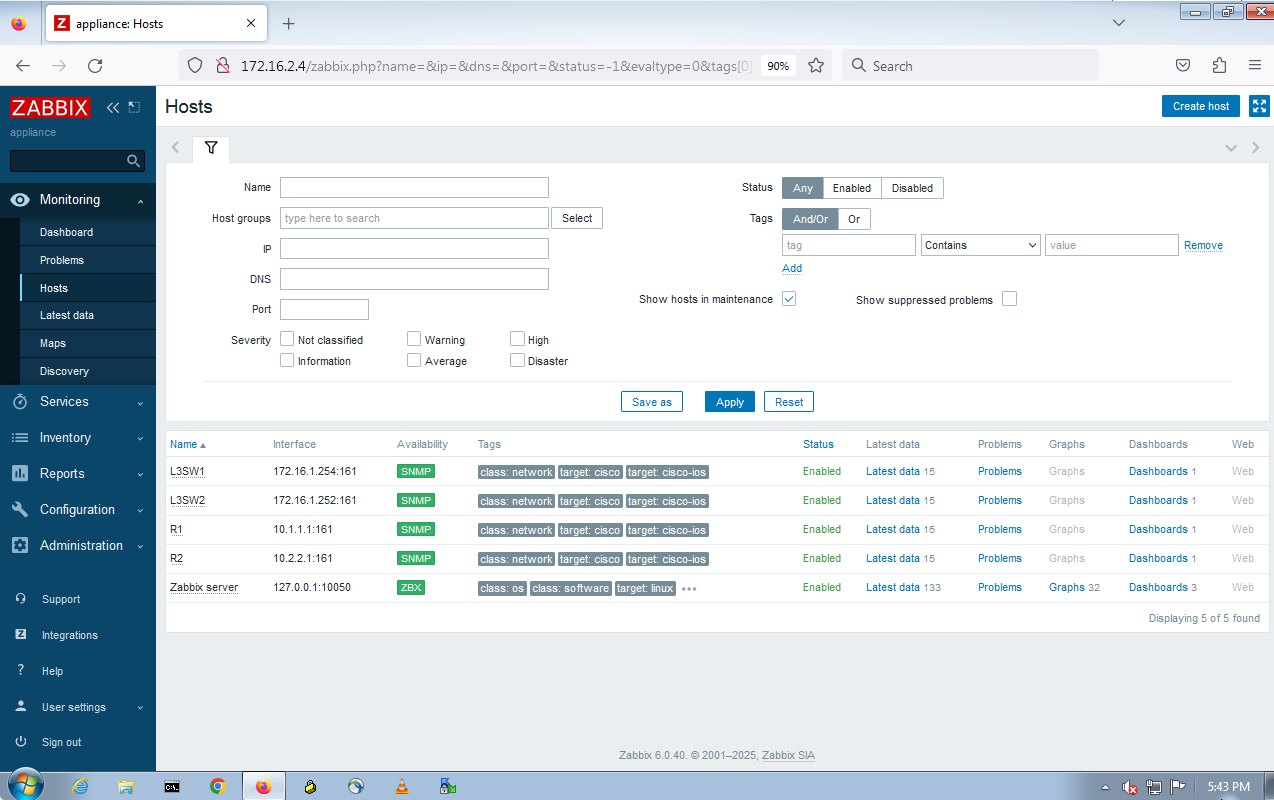 appliance: Hosts
172.16.2.4/zabbix.php?name=&ip=&dns=&port=&status=-1&evaltype=0&tags[0]
90%
Search
ZABBIX
appliance
Monitoring
Dashboard
Problems
Hosts
Latest data
Maps
Discovery
Services
Inventory
Reports
Configuration
Administration
Support
Integrations
Help
User settings
Sign out
Hosts
Create host
Name
Host groups type here to search Select
IP
DNS
Port
Severity Not classified Warning High
Information Average Disaster
Status Any Enabled Disabled
Tags And/Or Or
tag Contains value Remove
Add
Show hosts in maintenance Show suppressed problems
Save as Apply Reset
Name Interface Availability Tags Status Latest data Problems Graphs Dashboards Web
L3SW1 172.16.1.254:161 SNMP class: network target: cisco target: cisco-ios Enabled Latest data 15 Problems Graphs Dashboards 1 Web
L3SW2 172.16.1.252:161 SNMP class: network target: cisco target: cisco-ios Enabled Latest data 15 Problems Graphs Dashboards 1 Web
R1 10.1.1.1:161 SNMP class: network target: cisco target: cisco-ios Enabled Latest data 15 Problems Graphs Dashboards 1 Web
R2 10.2.2.1:161 SNMP class: network target: cisco target: cisco-ios Enabled Latest data 15 Problems Graphs Dashboards 1 Web
Zabbix server 127.0.0.1:10050 ZBX class: os class: software target: linux Enabled Latest data 133 Problems Graphs 32 Dashboards 3 Web
Displaying 5 of 5 found
Zabbix 6.0.40. © 2001–2025, Zabbix SIA
5:43 PM